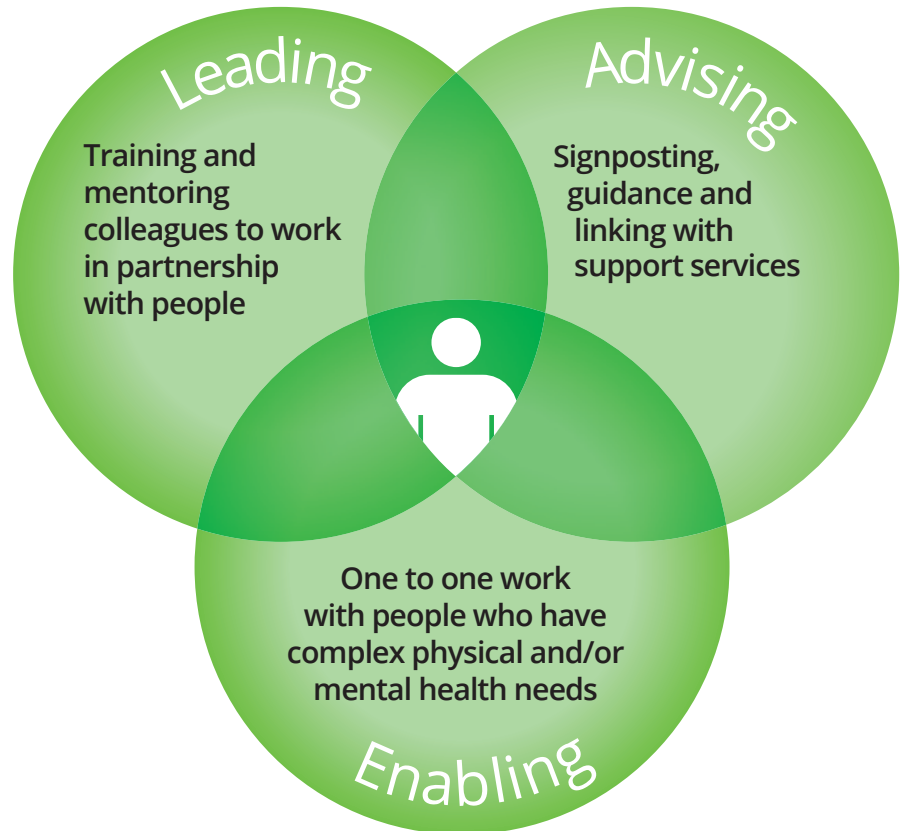 Leading
Training and
mentoring
colleagues to work
in partnership
with people
Advising
Signposting,
guidance and
linking with
support services
One to one work
with people who have
complex physical and/or
mental health needs
Enabling